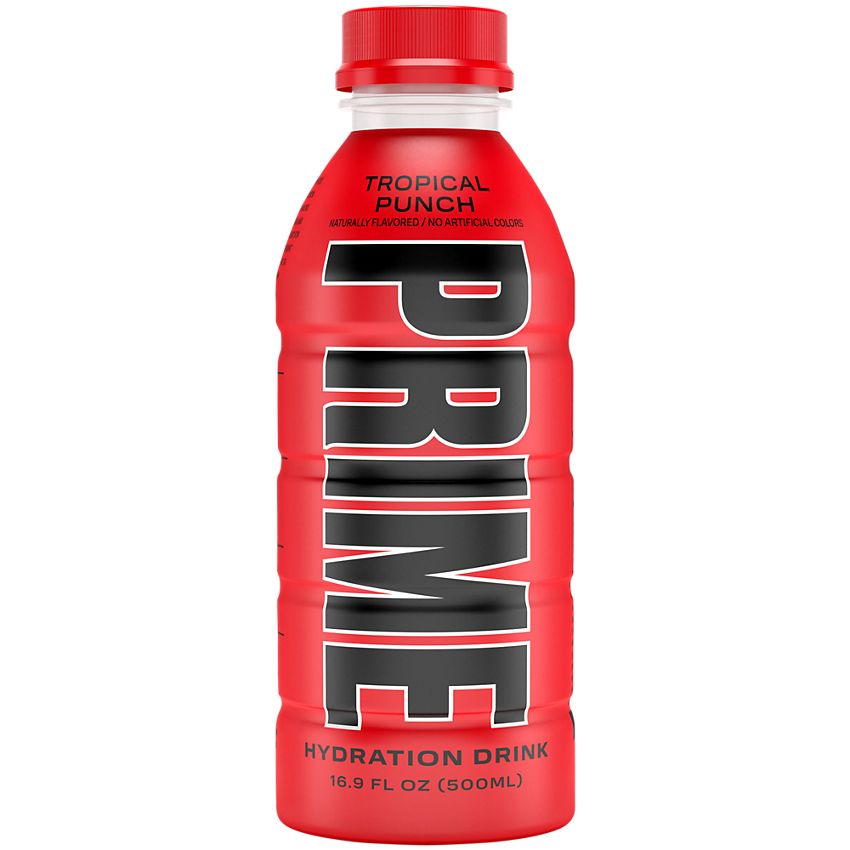 TROPICAL
PUNCH
NATURALLY FLAVORED / NO ARTIFICIAL COLORS
PRIME
HYDRATION DRINK
16.9 FL OZ (500ML)